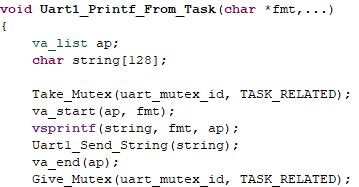 void Uart1_Printf_From_Task(char *fmt,...)
{
va_list ap;
char string[128];
Take_Mutex(uart_mutex_id, TASK_RELATED);
va_start(ap, fmt);
vsprintf(string, fmt, ap);
Uart1_Send_String(string);
va_end(ap);
Give_Mutex(uart_mutex_id, TASK_RELATED);